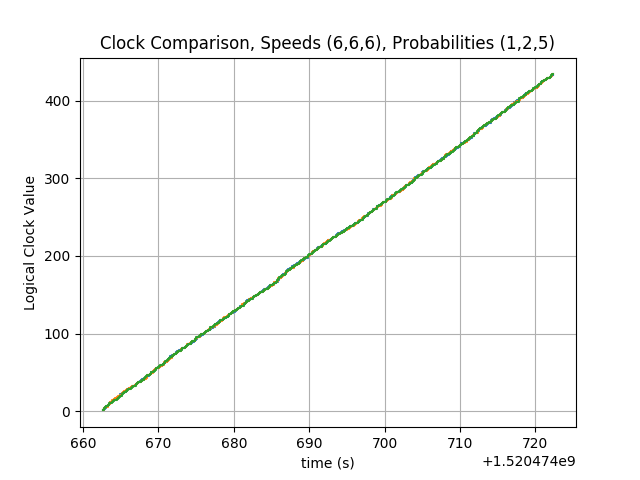 Clock Comparison, Speeds (6,6,6), Probabilities (1,2,5)
400
300
200
100
0
Logical Clock Value
660 670 680 690 700 710 720
time (s)
+1.520474e9